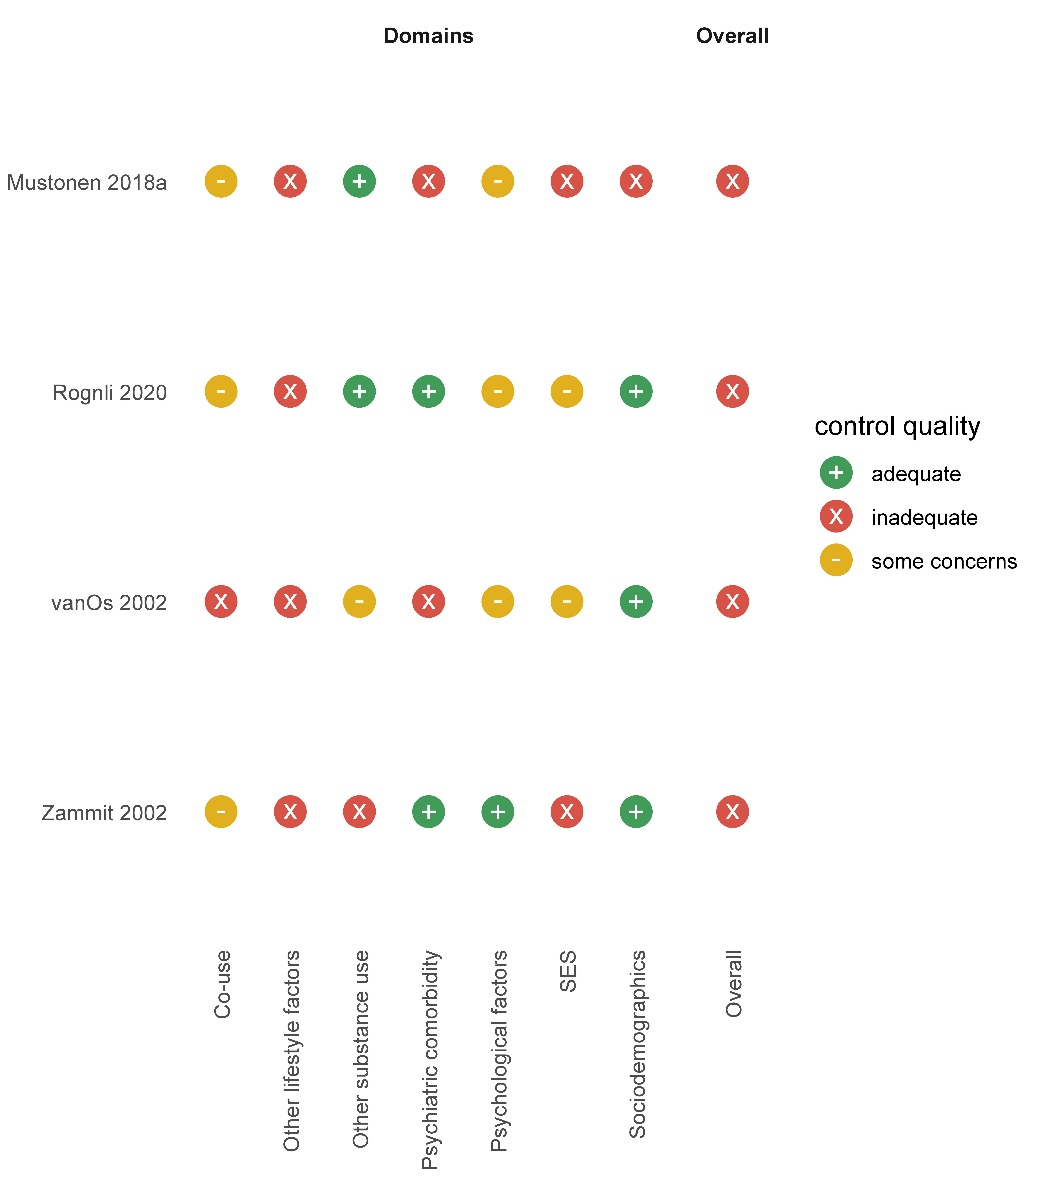 Domains Overall
Mustonen 2018a - X + X - X X X
Rognli 2020 - X + + - - + X
vanOs 2002 X X - X - - + X
Zammit 2002 - X X + + X + X
control quality
+ adequate
X inadequate
- some concerns
Co-use
Other lifestyle factors
Other substance use
Psychiatric comorbidity
Psychological factors
SES
Sociodemographics
Overall